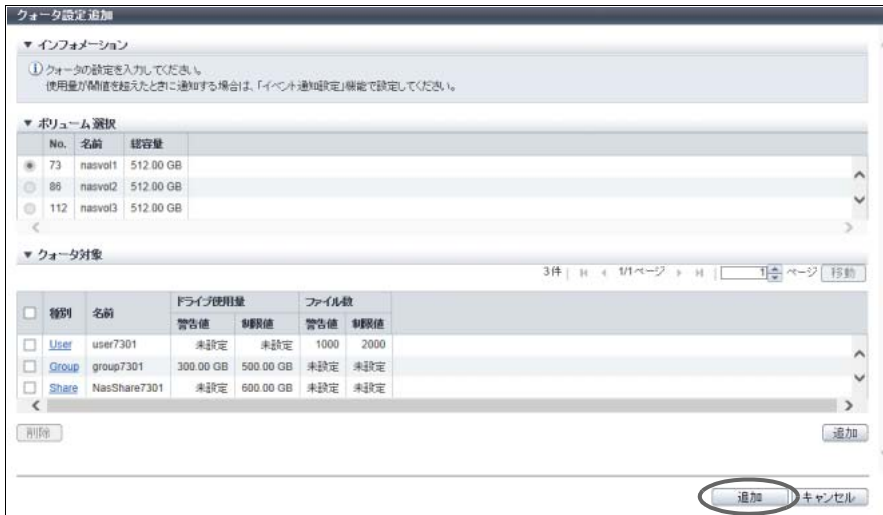 クォータ設定追加
▼ インフォメーション
クォータの設定を入力してください。
使用量が閾値を超えたときに通知する場合は、「イベント通知設定」機能で設定してください。
▼ ボリューム選択
No. 名前 総容量
73 nasvol1 512.00 GB
86 nasvol2 512.00 GB
112 nasvol3 512.00 GB
▼ クォータ対象
3件 1/1ページ 1 ページ 移動
種別 名前 ドライブ使用量 ファイル数
警告値 制限値 警告値 制限値
User user7301 未設定 未設定 1000 2000
Group group7301 300.00 GB 500.00 GB 未設定 未設定
Share NasShare7301 未設定 600.00 GB 未設定 未設定
削除 追加
追加 キャンセル